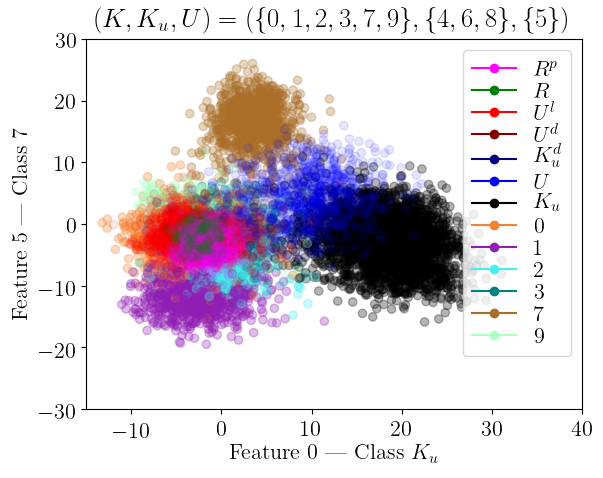 (K, K_u, U) = ({0, 1, 2, 3, 7, 9}, {4, 6, 8}, {5})
30
20
10
0
−10
−20
−30
Feature 5 — Class 7
R^p
R
U^l
U^d
K_u^d
U
K_u
0
1
2
3
7
9
−10
0
10
20
30
40
Feature 0 — Class K_u